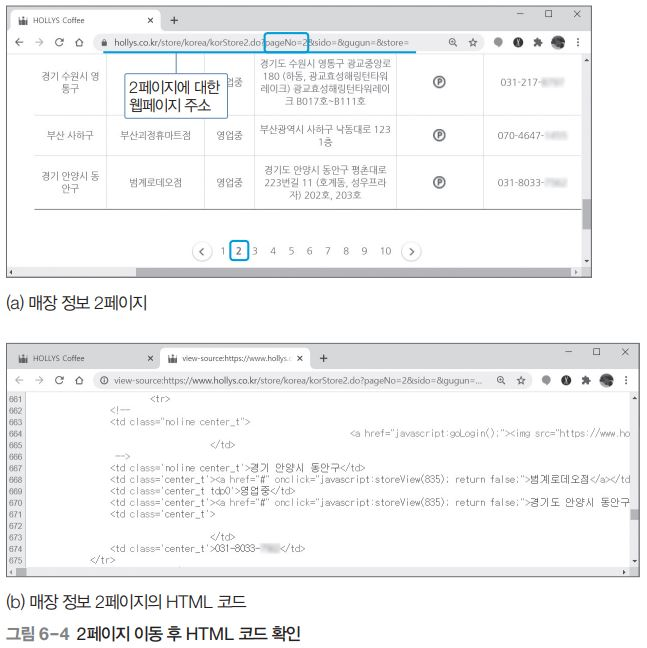 HOLLYS Coffee
hollys.co.kr/store/korea/korStore2.do?pageNo=2&sido=&gugun=&store=
2페이지에 대한
웹페이지 주소
경기 수원시 영
통구
업중
경기도 수원시 영통구 광교중앙로
180 (하동, 광교효성해링턴타워
레이크) 광교효성해링턴타워레이
크 B017호~B111호
P
031-217-
부산 사하구
부산괴정휴마트점
영업중
부산광역시 사하구 낙동대로 123
1층
P
070-4647-
경기 안양시 동
안구
범계로데오점
영업중
경기도 안양시 동안구 평촌대로
223번길 11 (호계동, 성우프라
자) 202호, 203호
P
031-8033-
1 2 3 4 5 6 7 8 9 10
(a) 매장 정보 2페이지
HOLLYS Coffee
view-source:https://www.hollys.c
view-source:https://www.hollys.co.kr/store/korea/korStore2.do?pageNo=2&sido=&gugun=...
661 <tr>
662 <!--
663 <td class="noline center_t">
664 <a href="javascript:goLogin();"><img src="https://www.ho
665 </td>
666 -->
667 <td class='noline center_t'>경기 안양시 동안구</td>
668 <td class='center_t'><a href="#" onclick="javascript:storeView(835); return false;">범계로데오점</a></td
669 <td class='center_t tdp0'>영업중</td>
670 <td class='center_t'><a href="#" onclick="javascript:storeView(835); return false;">경기도 안양시 동안구
671 <td class='center_t'>
672
673 </td>
674 <td class='center_t'>031-8033-</td>
675 </tr>
(b) 매장 정보 2페이지의 HTML 코드
그림 6-4 2페이지 이동 후 HTML 코드 확인